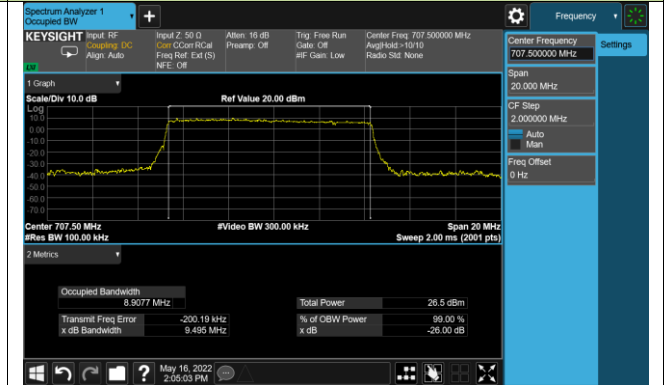 Spectrum Analyzer 1
Occupied BW
+
Frequency
KEYSIGHT
Input: RF
Coupling: DC
Align: Auto
Input Z: 50 Ω
Corr CCorr RCal
Freq Ref: Ext (S)
NFE: Off
Atten: 16 dB
Preamp: Off
Trig: Free Run
Gate: Off
#IF Gain: Low
Center Freq: 707.500000 MHz
Avg|Hold:>10/10
Radio Std: None
LXI
Center Frequency
707.500000 MHz
Settings
Span
20.000 MHz
CF Step
2.000000 MHz
Auto
Man
Freq Offset
0 Hz
1 Graph
Scale/Div 10.0 dB
Ref Value 20.00 dBm
Log
10.0
0.00
-10.0
-20.0
-30.0
-40.0
-50.0
-60.0
-70.0
Center 707.50 MHz
#Video BW 300.00 kHz
Span 20 MHz
#Res BW 100.00 kHz
Sweep 2.00 ms (2001 pts)
2 Metrics
Occupied Bandwidth
8.9077 MHz
Total Power 26.5 dBm
Transmit Freq Error -200.19 kHz
% of OBW Power 99.00 %
x dB Bandwidth 9.495 MHz
x dB -26.00 dB
?
May 16, 2022
2:05:03 PM